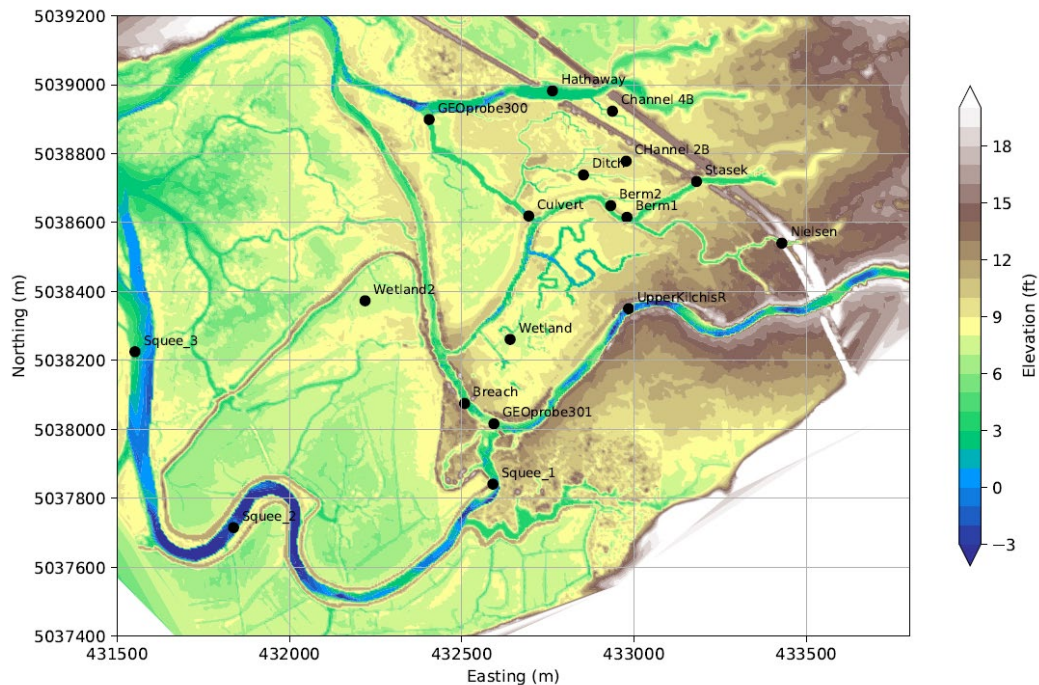 5039200
5039000
5038800
5038600
5038400
5038200
5038000
5037800
5037600
5037400
Northing (m)
431500
432000
432500
433000
433500
Easting (m)
Hathaway
Channel 4B
GEOprobe300
CHannel 2B
Ditch
Stasek
Berm2
Berm1
Culvert
Nielsen
Wetland2
UpperKilchisR
Wetland
Squee_3
Breach
GEOprobe301
Squee_1
Squee_2
18
15
12
9
6
3
0
−3
Elevation (ft)